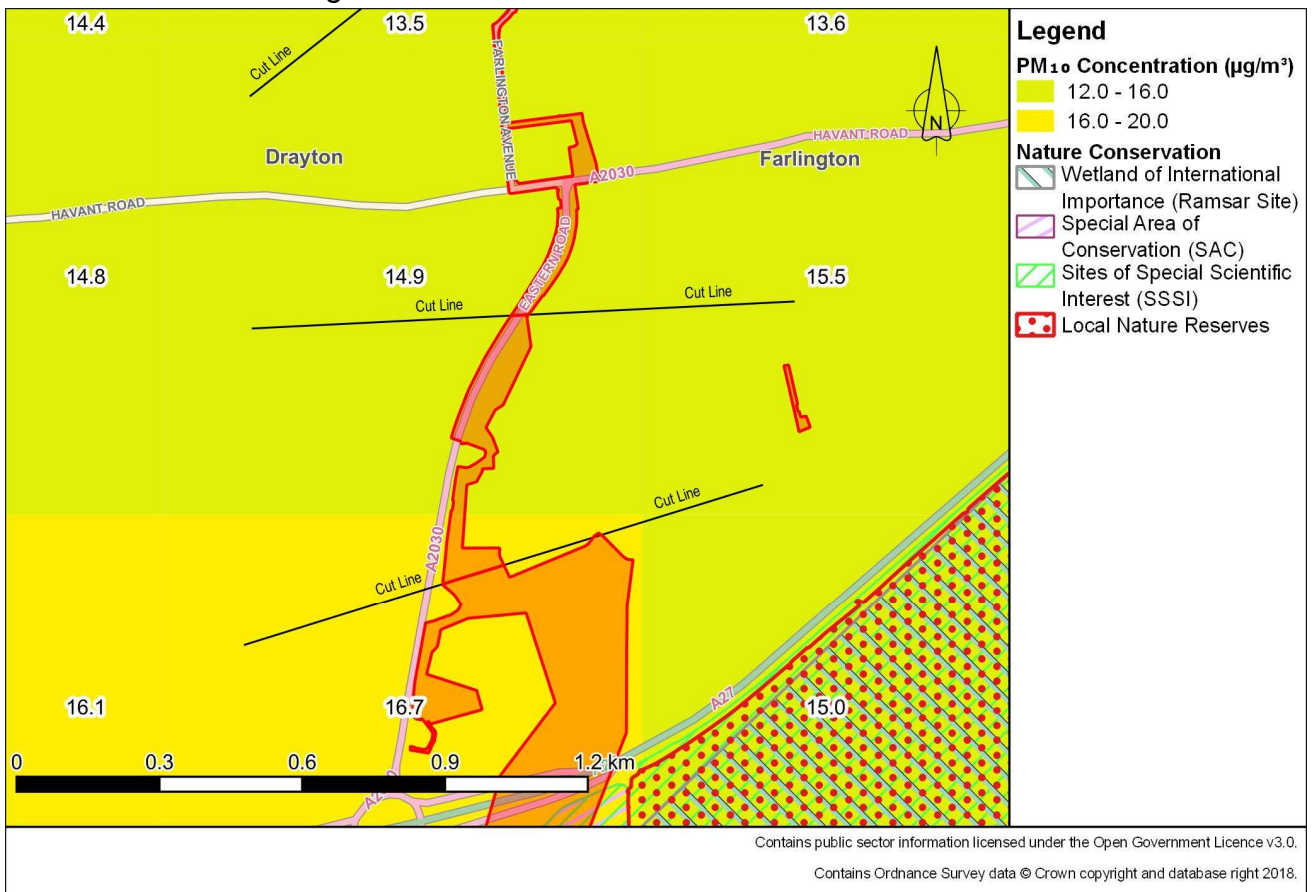 14.4
13.5
13.6
Cut Line
FARLINGTON AVENUE
HAVANT ROAD
Drayton
Farlington
A2030
HAVANT ROAD
EASTERN ROAD
14.8
14.9
15.5
Cut Line
Cut Line
Cut Line
A2030
Cut Line
16.1
16.7
15.0
A27
0
0.3
0.6
0.9
1.2 km
Legend
PM₁₀ Concentration (µg/m³)
12.0 - 16.0
16.0 - 20.0
Nature Conservation
Wetland of International
Importance (Ramsar Site)
Special Area of
Conservation (SAC)
Sites of Special Scientific
Interest (SSSI)
Local Nature Reserves
N
Contains public sector information licensed under the Open Government Licence v3.0.
Contains Ordnance Survey data © Crown copyright and database right 2018.